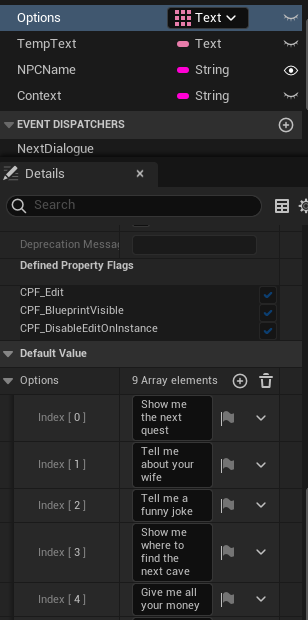 Options
Text
TempText
Text
NPCName
String
Context
String
EVENT DISPATCHERS
NextDialogue
Details
Search
Deprecation Messa
Defined Property Flags
CPF_Edit
CPF_BlueprintVisible
CPF_DisableEditOnInstance
Default Value
Options
9 Array elements
Index [ 0 ]
Show me
the next
quest
Index [ 1 ]
Tell me
about your
wife
Index [ 2 ]
Tell me a
funny joke
Index [ 3 ]
Show me
where to
find the
next cave
Index [ 4 ]
Give me all
your money